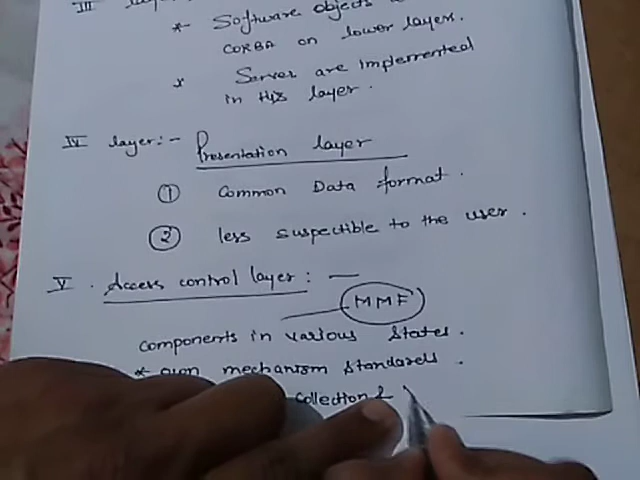 III
* Software objects
CORBA on lower layer.
* Server are implemented
in this layer.
IV layer:- Presentation layer
① Common Data format.
② less suspectible to the user.
V. Access control layer: —
MMF
components in various states.
* mechanism standards.
collection &